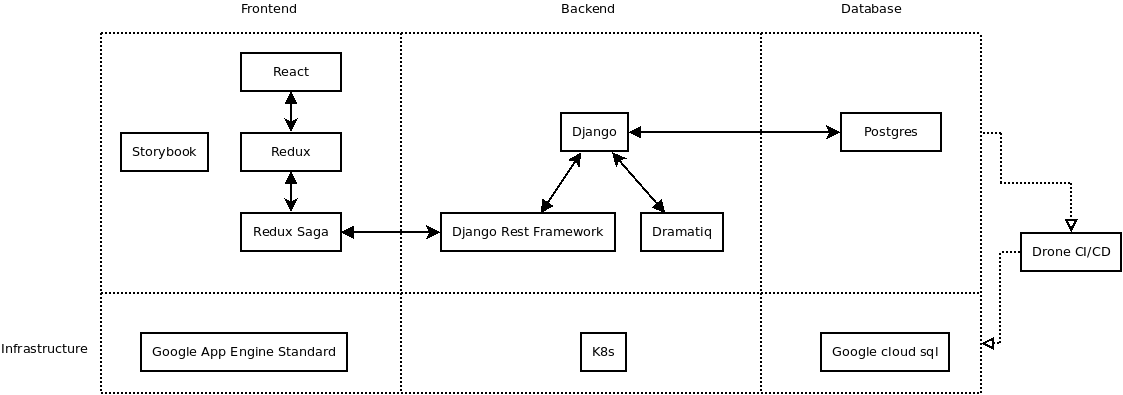 Frontend
Backend
Database
React
Storybook
Redux
Django
Postgres
Redux Saga
Django Rest Framework
Dramatiq
Drone CI/CD
Infrastructure
Google App Engine Standard
K8s
Google cloud sql